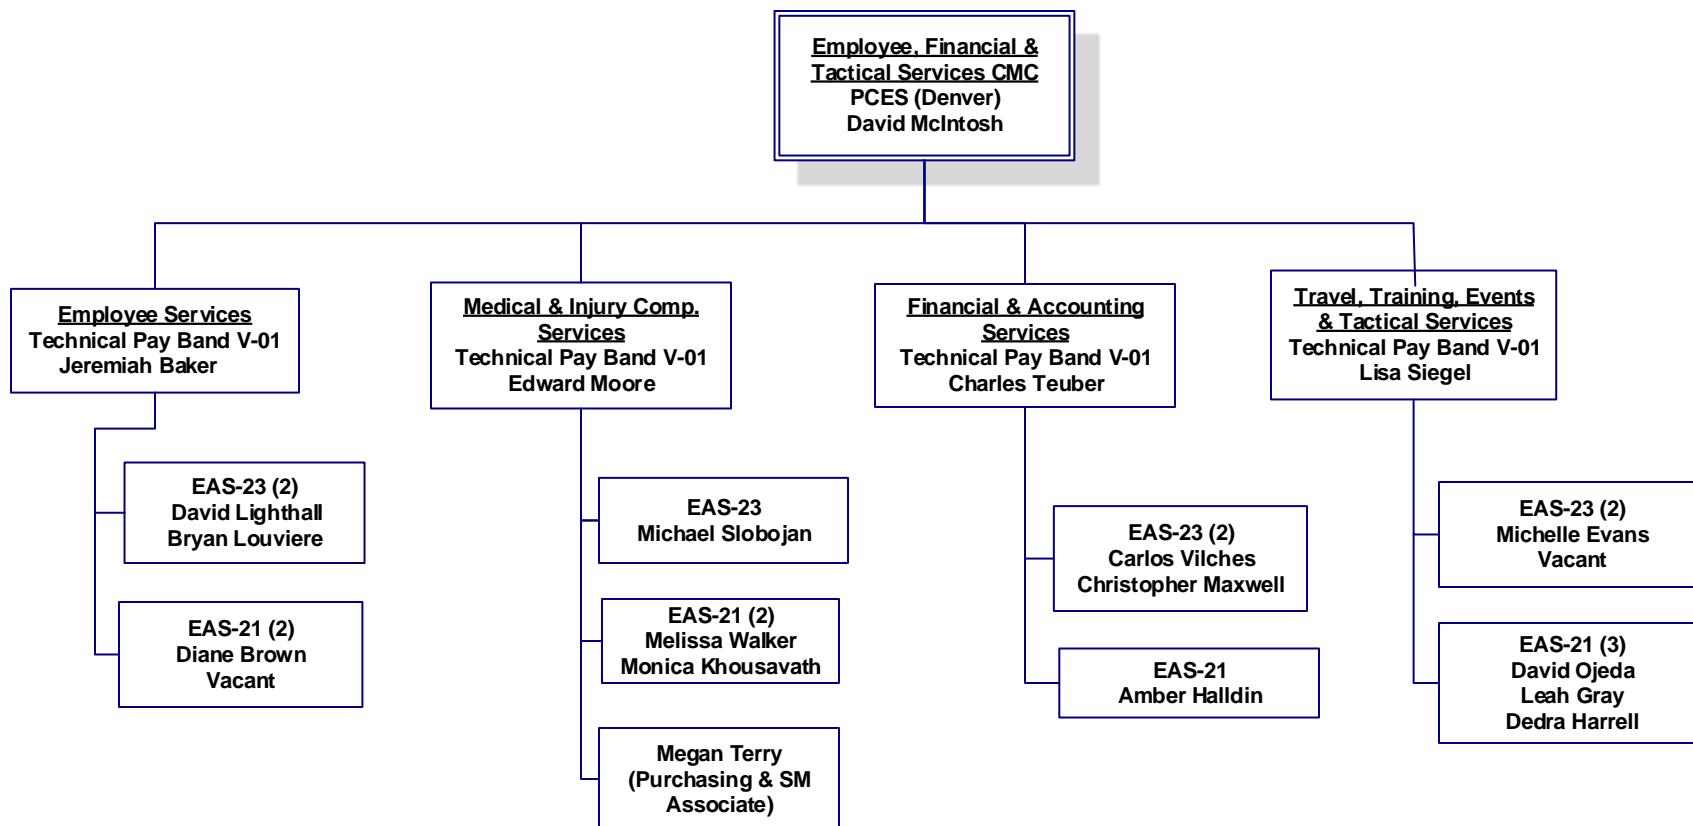 Employee, Financial &
Tactical Services CMC
PCES (Denver)
David McIntosh
Employee Services
Technical Pay Band V-01
Jeremiah Baker
EAS-23 (2)
David Lighthall
Bryan Louviere
EAS-21 (2)
Diane Brown
Vacant
Medical & Injury Comp.
Services
Technical Pay Band V-01
Edward Moore
EAS-23
Michael Slobojan
EAS-21 (2)
Melissa Walker
Monica Khousavath
Megan Terry
(Purchasing & SM
Associate)
Financial & Accounting
Services
Technical Pay Band V-01
Charles Teuber
EAS-23 (2)
Carlos Vilches
Christopher Maxwell
EAS-21
Amber Halldin
Travel, Training, Events
& Tactical Services
Technical Pay Band V-01
Lisa Siegel
EAS-23 (2)
Michelle Evans
Vacant
EAS-21 (3)
David Ojeda
Leah Gray
Dedra Harrell